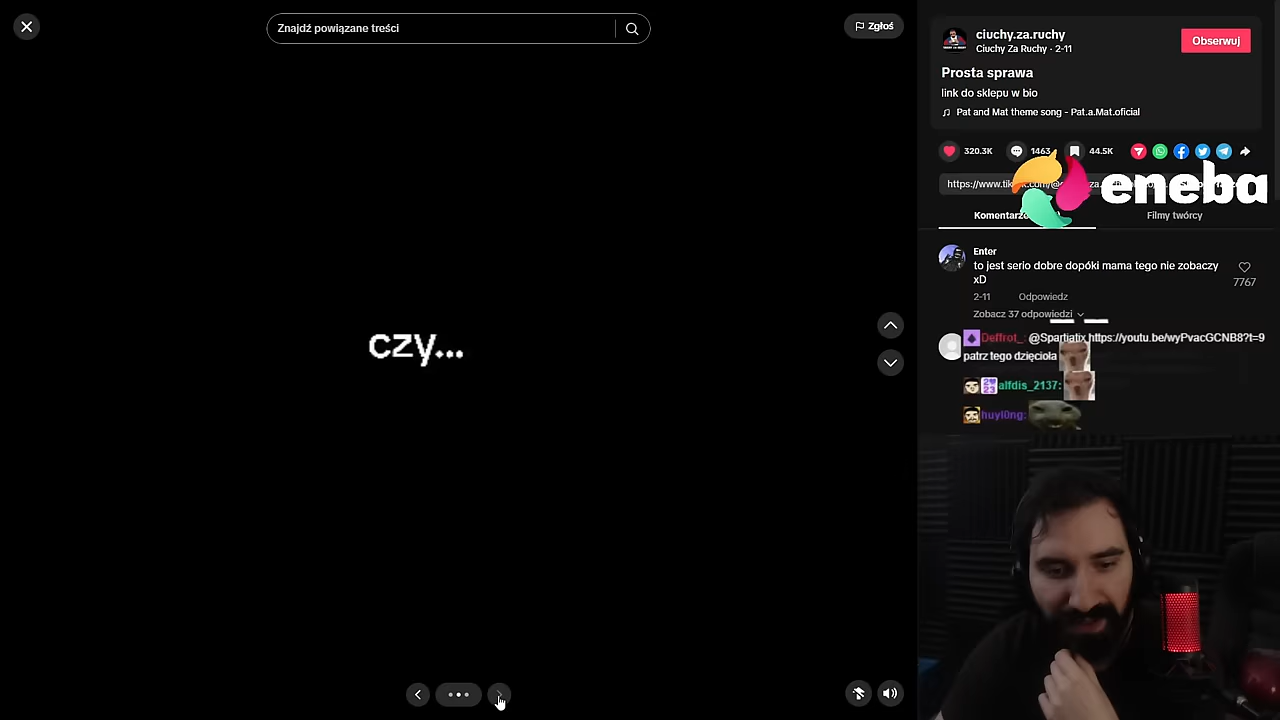 Znajdź powiązane treści
Zgłoś
czy...
ciuchy.za.ruchy
Ciuchy Za Ruchy · 2-11
Obserwuj
Prosta sprawa
link do sklepu w bio
Pat and Mat theme song - Pat.a.Mat.oficial
320.3K
1463
44.5K
https://www.tik
eneba
Filmy twórcy
Enter
to jest serio dobre dopóki mama tego nie zobaczy
xD
7767
2-11 Odpowiedz
Zobacz 37 odpowiedzi
Deffrot_: @Spartiatix https://youtu.be/wyPvacGCNB8?t=9
patrz tego dzięcioła
alfdis_2137:
huyl0ng: